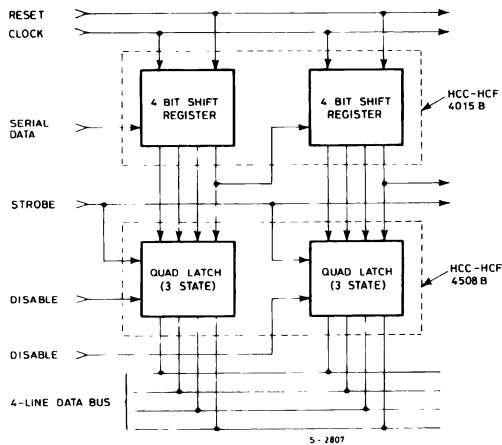 RESET
CLOCK
4 BIT SHIFT
REGISTER
4 BIT SHIFT
REGISTER
HCC-HCF
4015 B
SERIAL
DATA
STROBE
QUAD LATCH
(3 STATE)
QUAD LATCH
(3 STATE)
HCC-HCF
4508 B
DISABLE
DISABLE
4-LINE DATA BUS
S-2807